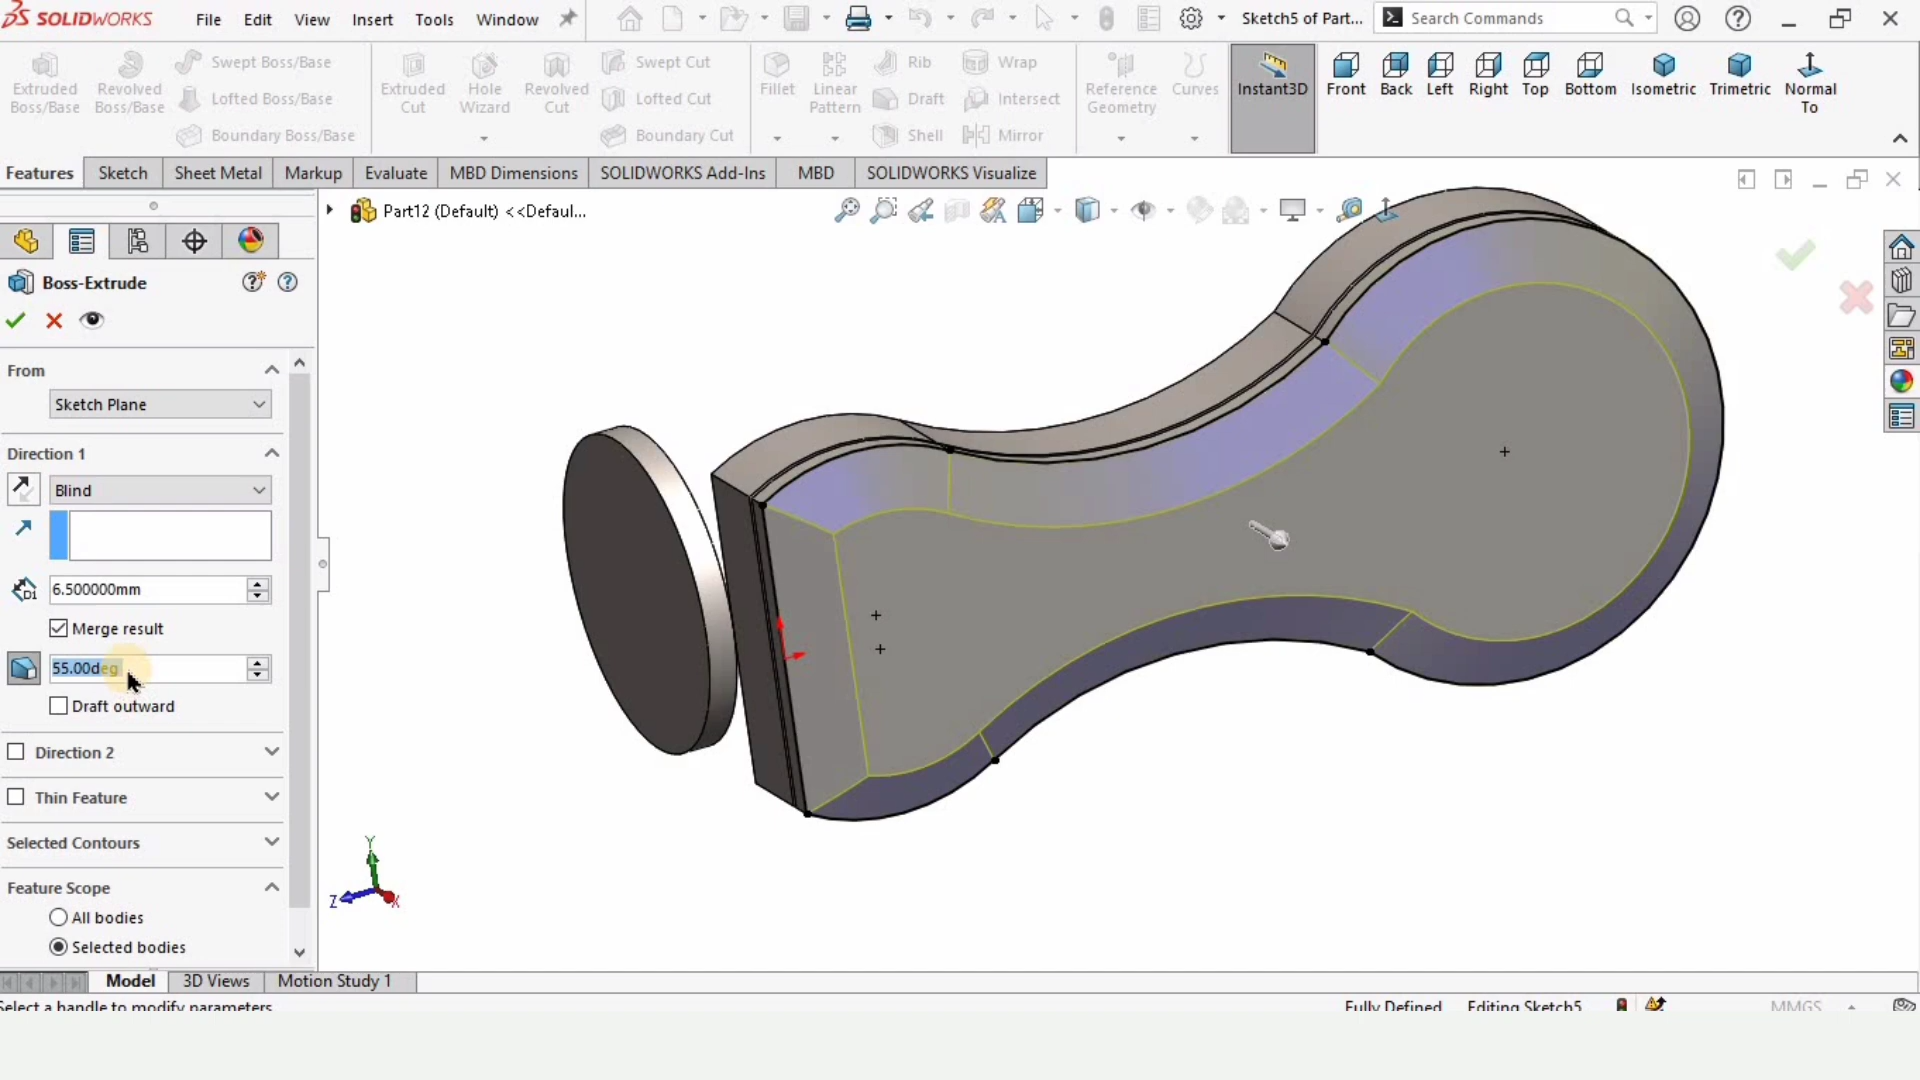 SOLIDWORKS File Edit View Insert Tools Window Sketch5 of Part... Search Commands
Extruded Boss/Base
Revolved Boss/Base
Swept Boss/Base
Lofted Boss/Base
Boundary Boss/Base
Extruded Cut
Hole Wizard
Revolved Cut
Swept Cut
Lofted Cut
Boundary Cut
Fillet
Linear Pattern
Rib
Draft
Shell
Wrap
Intersect
Mirror
Reference Geometry
Curves
Instant3D
Front
Back
Left
Right
Top
Bottom
Isometric
Trimetric
Normal To
Features Sketch Sheet Metal Markup Evaluate MBD Dimensions SOLIDWORKS Add-Ins MBD SOLIDWORKS Visualize
Part12 (Default) <<Defaul...
Boss-Extrude
From
Sketch Plane
Direction 1
Blind
D1
6.500000mm
Merge result
55.00deg
Draft outward
Direction 2
Thin Feature
Selected Contours
Feature Scope
All bodies
Selected bodies
Y
Z
X
Model 3D Views Motion Study 1
Select a handle to modify parameters
Fully Defined Editing Sketch5 MMGS